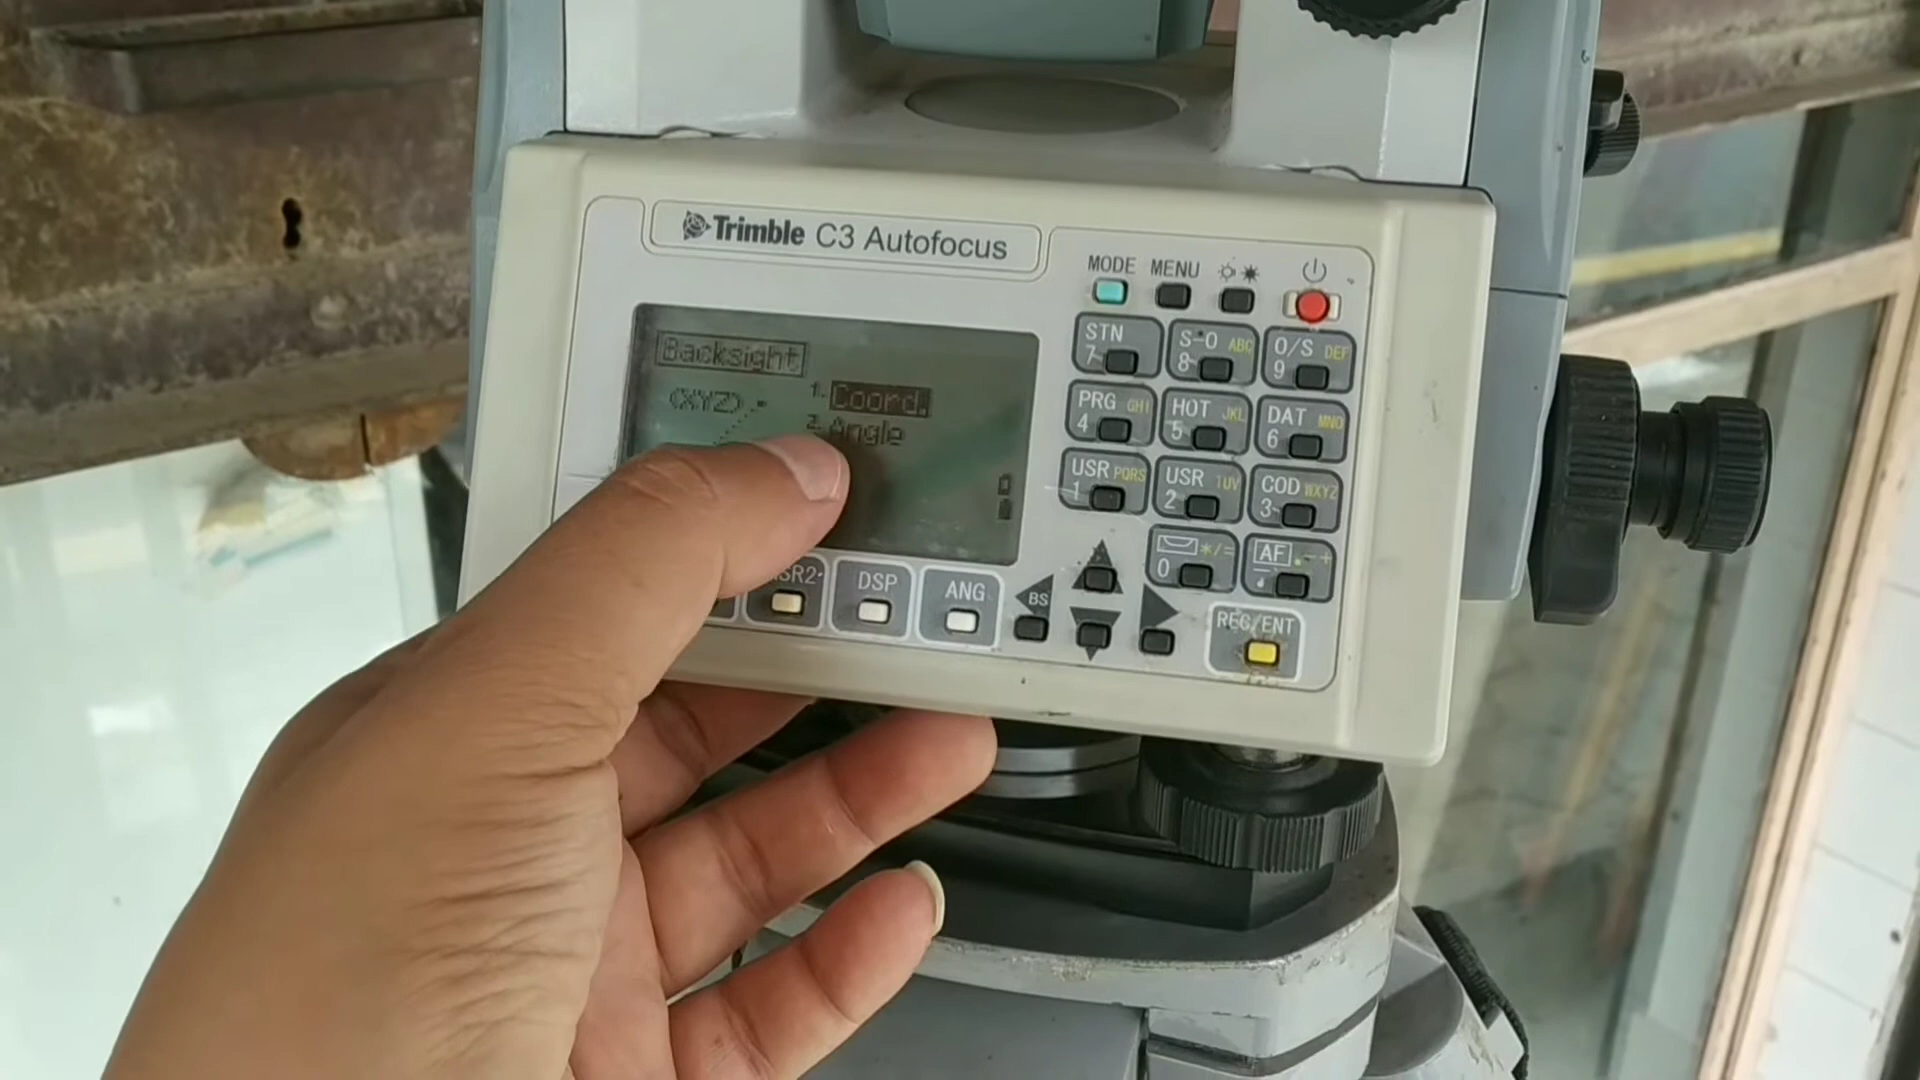 Trimble C3 Autofocus
MODE MENU
Backsight
(XYZ) 1. Coord.
2. Angle
STN 7
S-O ABC 8
O/S DEF 9
PRG GHI 4
HOT JKL 5
DAT MNO 6
USR PQRS 1
USR TUV 2
COD WXYZ 3
*/= 0
AF .-+
DSP
ANG
BS
REC/ENT